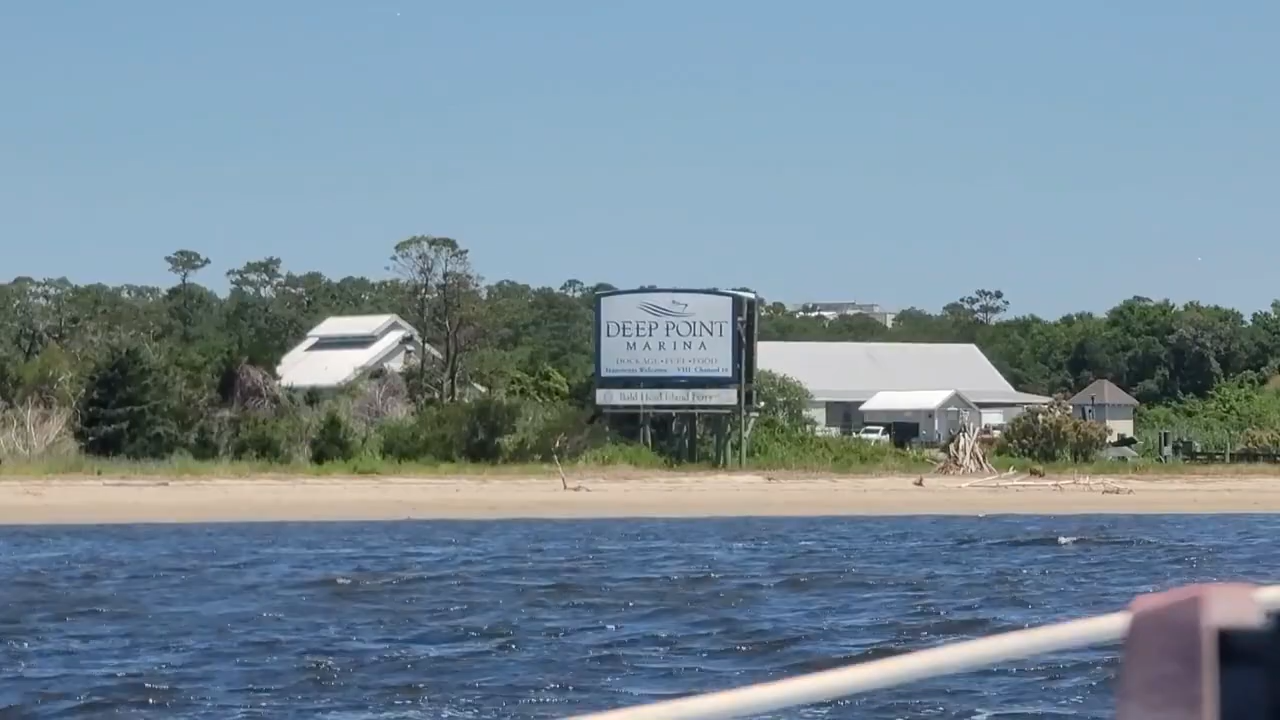 DEEP POINT
MARINA
DOCKAGE • FUEL • FOOD
Transients Welcome VHF Channel 16
Bald Head Island Ferry